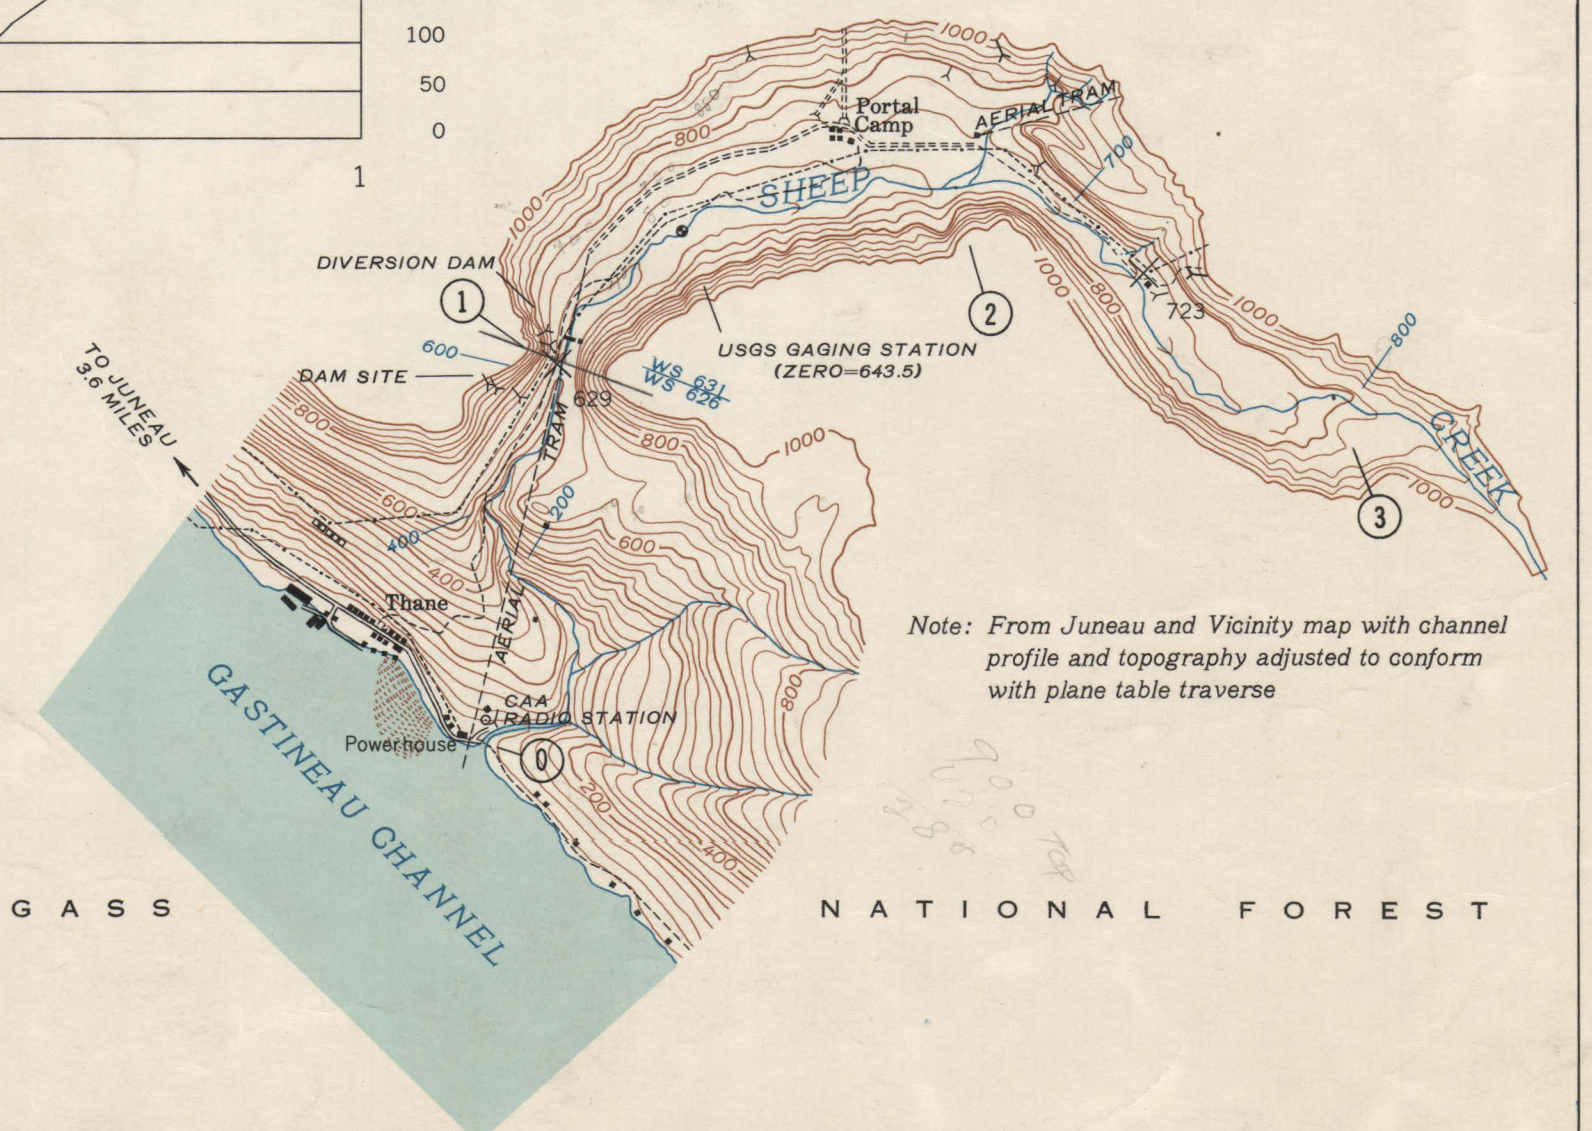 100
50
0
1
1000
1000
800
Portal
Camp
AERIAL TRAM
700
SHEEP
DIVERSION DAM
1
2
1000
800
723
1000
800
600
DAM SITE
USGS GAGING STATION
(ZERO=643.5)
WS 631
WS 626
629
TO JUNEAU
3.6 MILES
800
TRAM
800
1000
CREEK
1000
3
600
400
200
600
400
Thane
AERIAL
Note: From Juneau and Vicinity map with channel
profile and topography adjusted to conform
with plane table traverse
800
CAA
RADIO STATION
Powerhouse
0
GASTINEAU CHANNEL
200
400
900 TOP
GASS NATIONAL FOREST